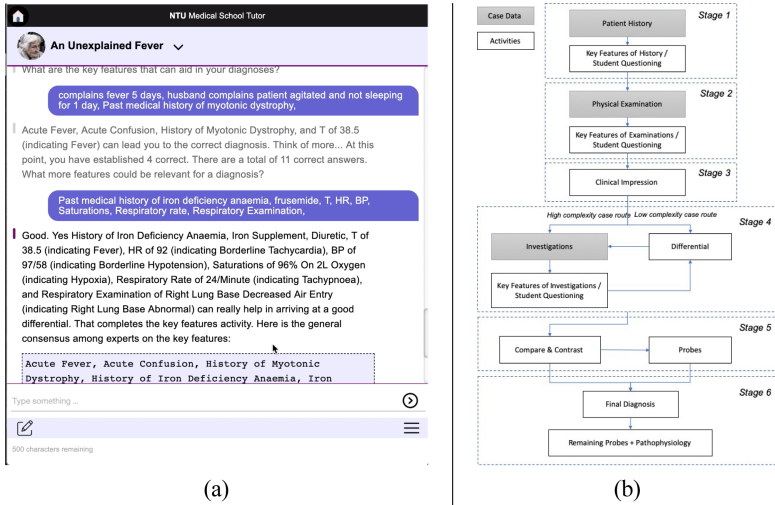 NTU Medical School Tutor
An Unexplained Fever
What are the key features that can aid in your diagnoses?
complains fever 5 days, husband complains patient agitated and not sleeping
for 1 day, Past medical history of myotonic dystrophy,
Acute Fever, Acute Confusion, History of Myotonic Dystrophy, and T of 38.5
(indicating Fever) can lead you to the correct diagnosis. Think of more... At this
point, you have established 4 correct. There are a total of 11 correct answers.
What more features could be relevant for a diagnosis?
Past medical history of iron deficiency anaemia, frusemide, T, HR, BP,
Saturations, Respiratory rate, Respiratory Examination,
Good. Yes History of Iron Deficiency Anaemia, Iron Supplement, Diuretic, T of
38.5 (indicating Fever), HR of 92 (indicating Borderline Tachycardia), BP of
97/58 (indicating Borderline Hypotension), Saturations of 96% On 2L Oxygen
(indicating Hypoxia), Respiratory Rate of 24/Minute (indicating Tachypnoea),
and Respiratory Examination of Right Lung Base Decreased Air Entry
(indicating Right Lung Base Abnormal) can really help in arriving at a good
differential. That completes the key features activity. Here is the general
consensus among experts on the key features:
Acute Fever, Acute Confusion, History of Myotonic
Dystrophy, History of Iron Deficiency Anaemia, Iron
Type something ...
500 characters remaining
(a)
Case Data
Activities
Stage 1
Patient History
Key Features of History /
Student Questioning
Stage 2
Physical Examination
Key Features of Examinations /
Student Questioning
Stage 3
Clinical Impression
High complexity case route
Low complexity case route
Stage 4
Investigations
Differential
Key Features of Investigations /
Student Questioning
Stage 5
Compare & Contrast
Probes
Stage 6
Final Diagnosis
Remaining Probes + Pathophysiology
(b)